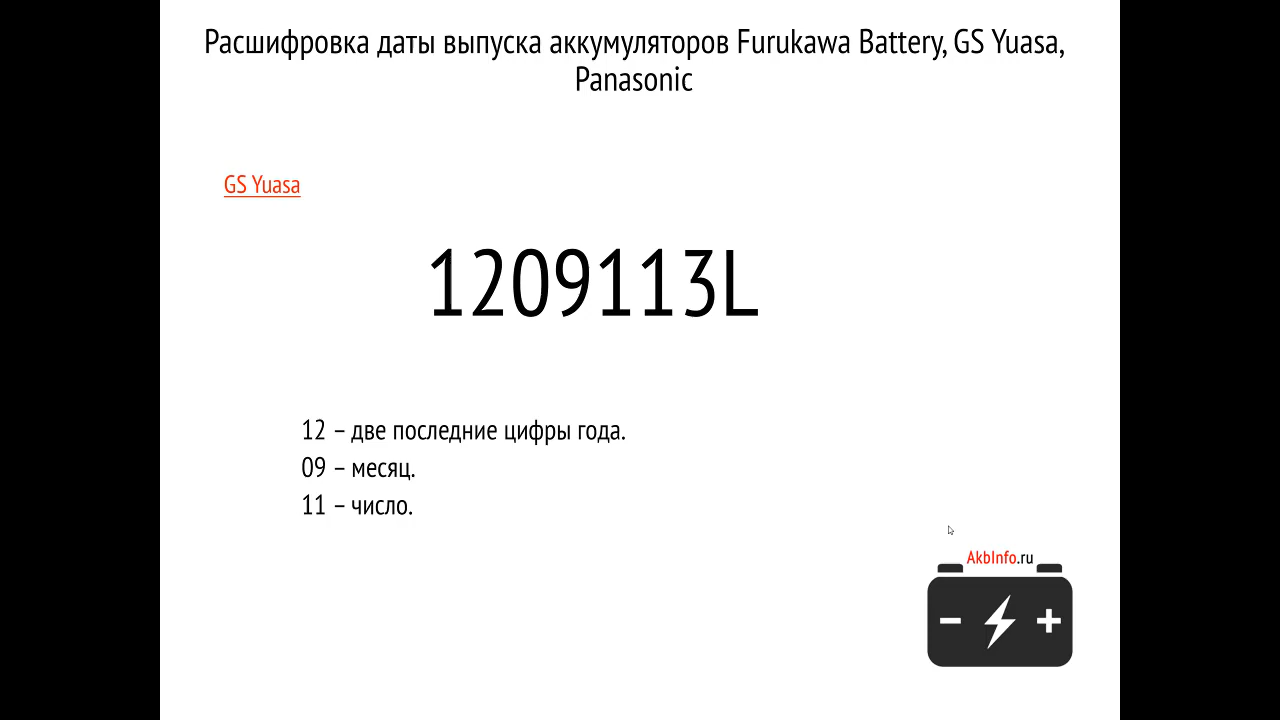 Расшифровка даты выпуска аккумуляторов Furukawa Battery, GS Yuasa,
Panasonic
GS Yuasa
1209113L
12 – две последние цифры года.
09 – месяц.
11 – число.
AkbInfo.ru